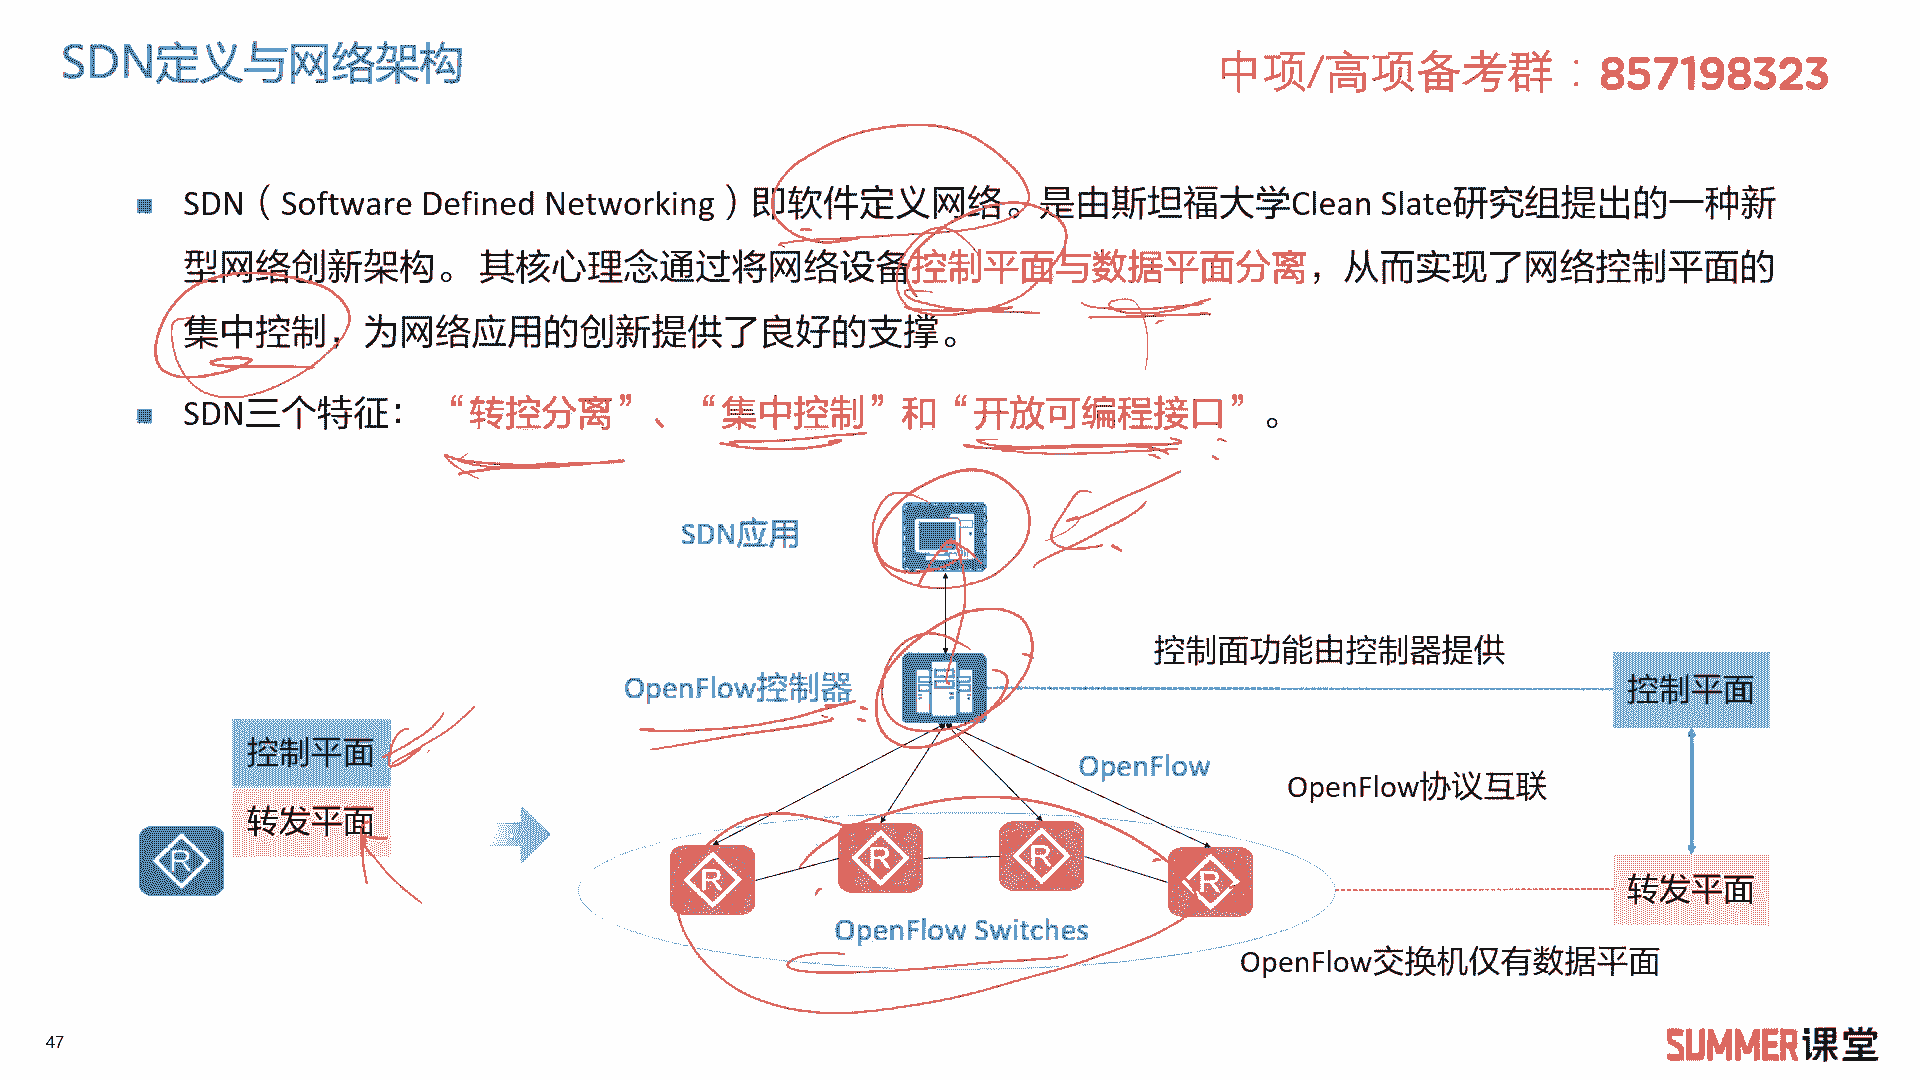 SDN定义与网络架构
中项/高项备考群：857198323
SDN（Software Defined Networking）即软件定义网络。是由斯坦福大学Clean Slate研究组提出的一种新
型网络创新架构。 其核心理念通过将网络设备控制平面与数据平面分离，从而实现了网络控制平面的
集中控制，为网络应用的创新提供了良好的支撑。
SDN三个特征：“转控分离”、“集中控制”和“开放可编程接口”。
SDN应用
控制面功能由控制器提供
OpenFlow控制器
控制平面
控制平面
转发平面
R
OpenFlow
OpenFlow协议互联
R
R
R
R
转发平面
OpenFlow Switches
OpenFlow交换机仅有数据平面
47
SUMMER课堂